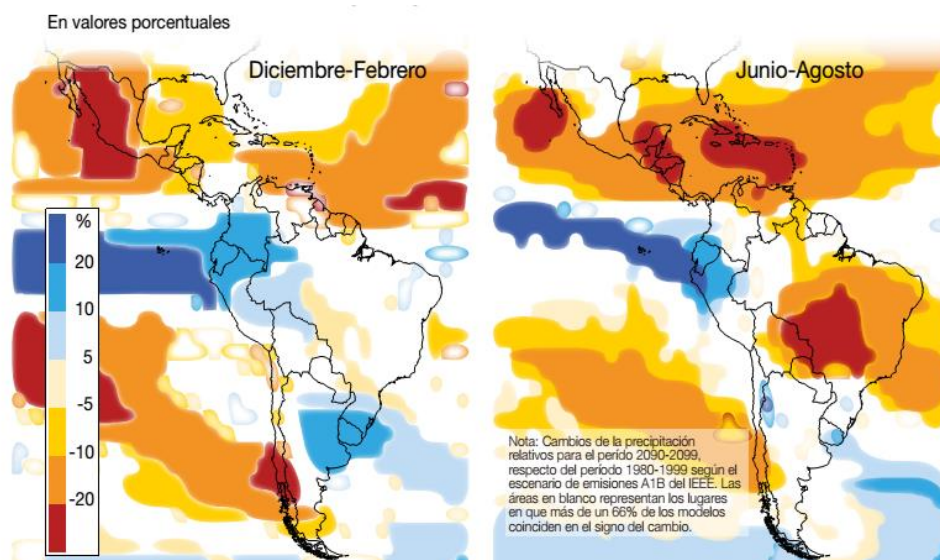 En valores porcentuales
Diciembre-Febrero
Junio-Agosto
%
20
10
5
-5
-10
-20
Nota: Cambios de la precipitación
relativos para el período 2090-2099,
respecto del período 1980-1999 según el
escenario de emisiones A1B del IEEE. Las
áreas en blanco representan los lugares
en que más de un 66% de los modelos
coinciden en el signo del cambio.